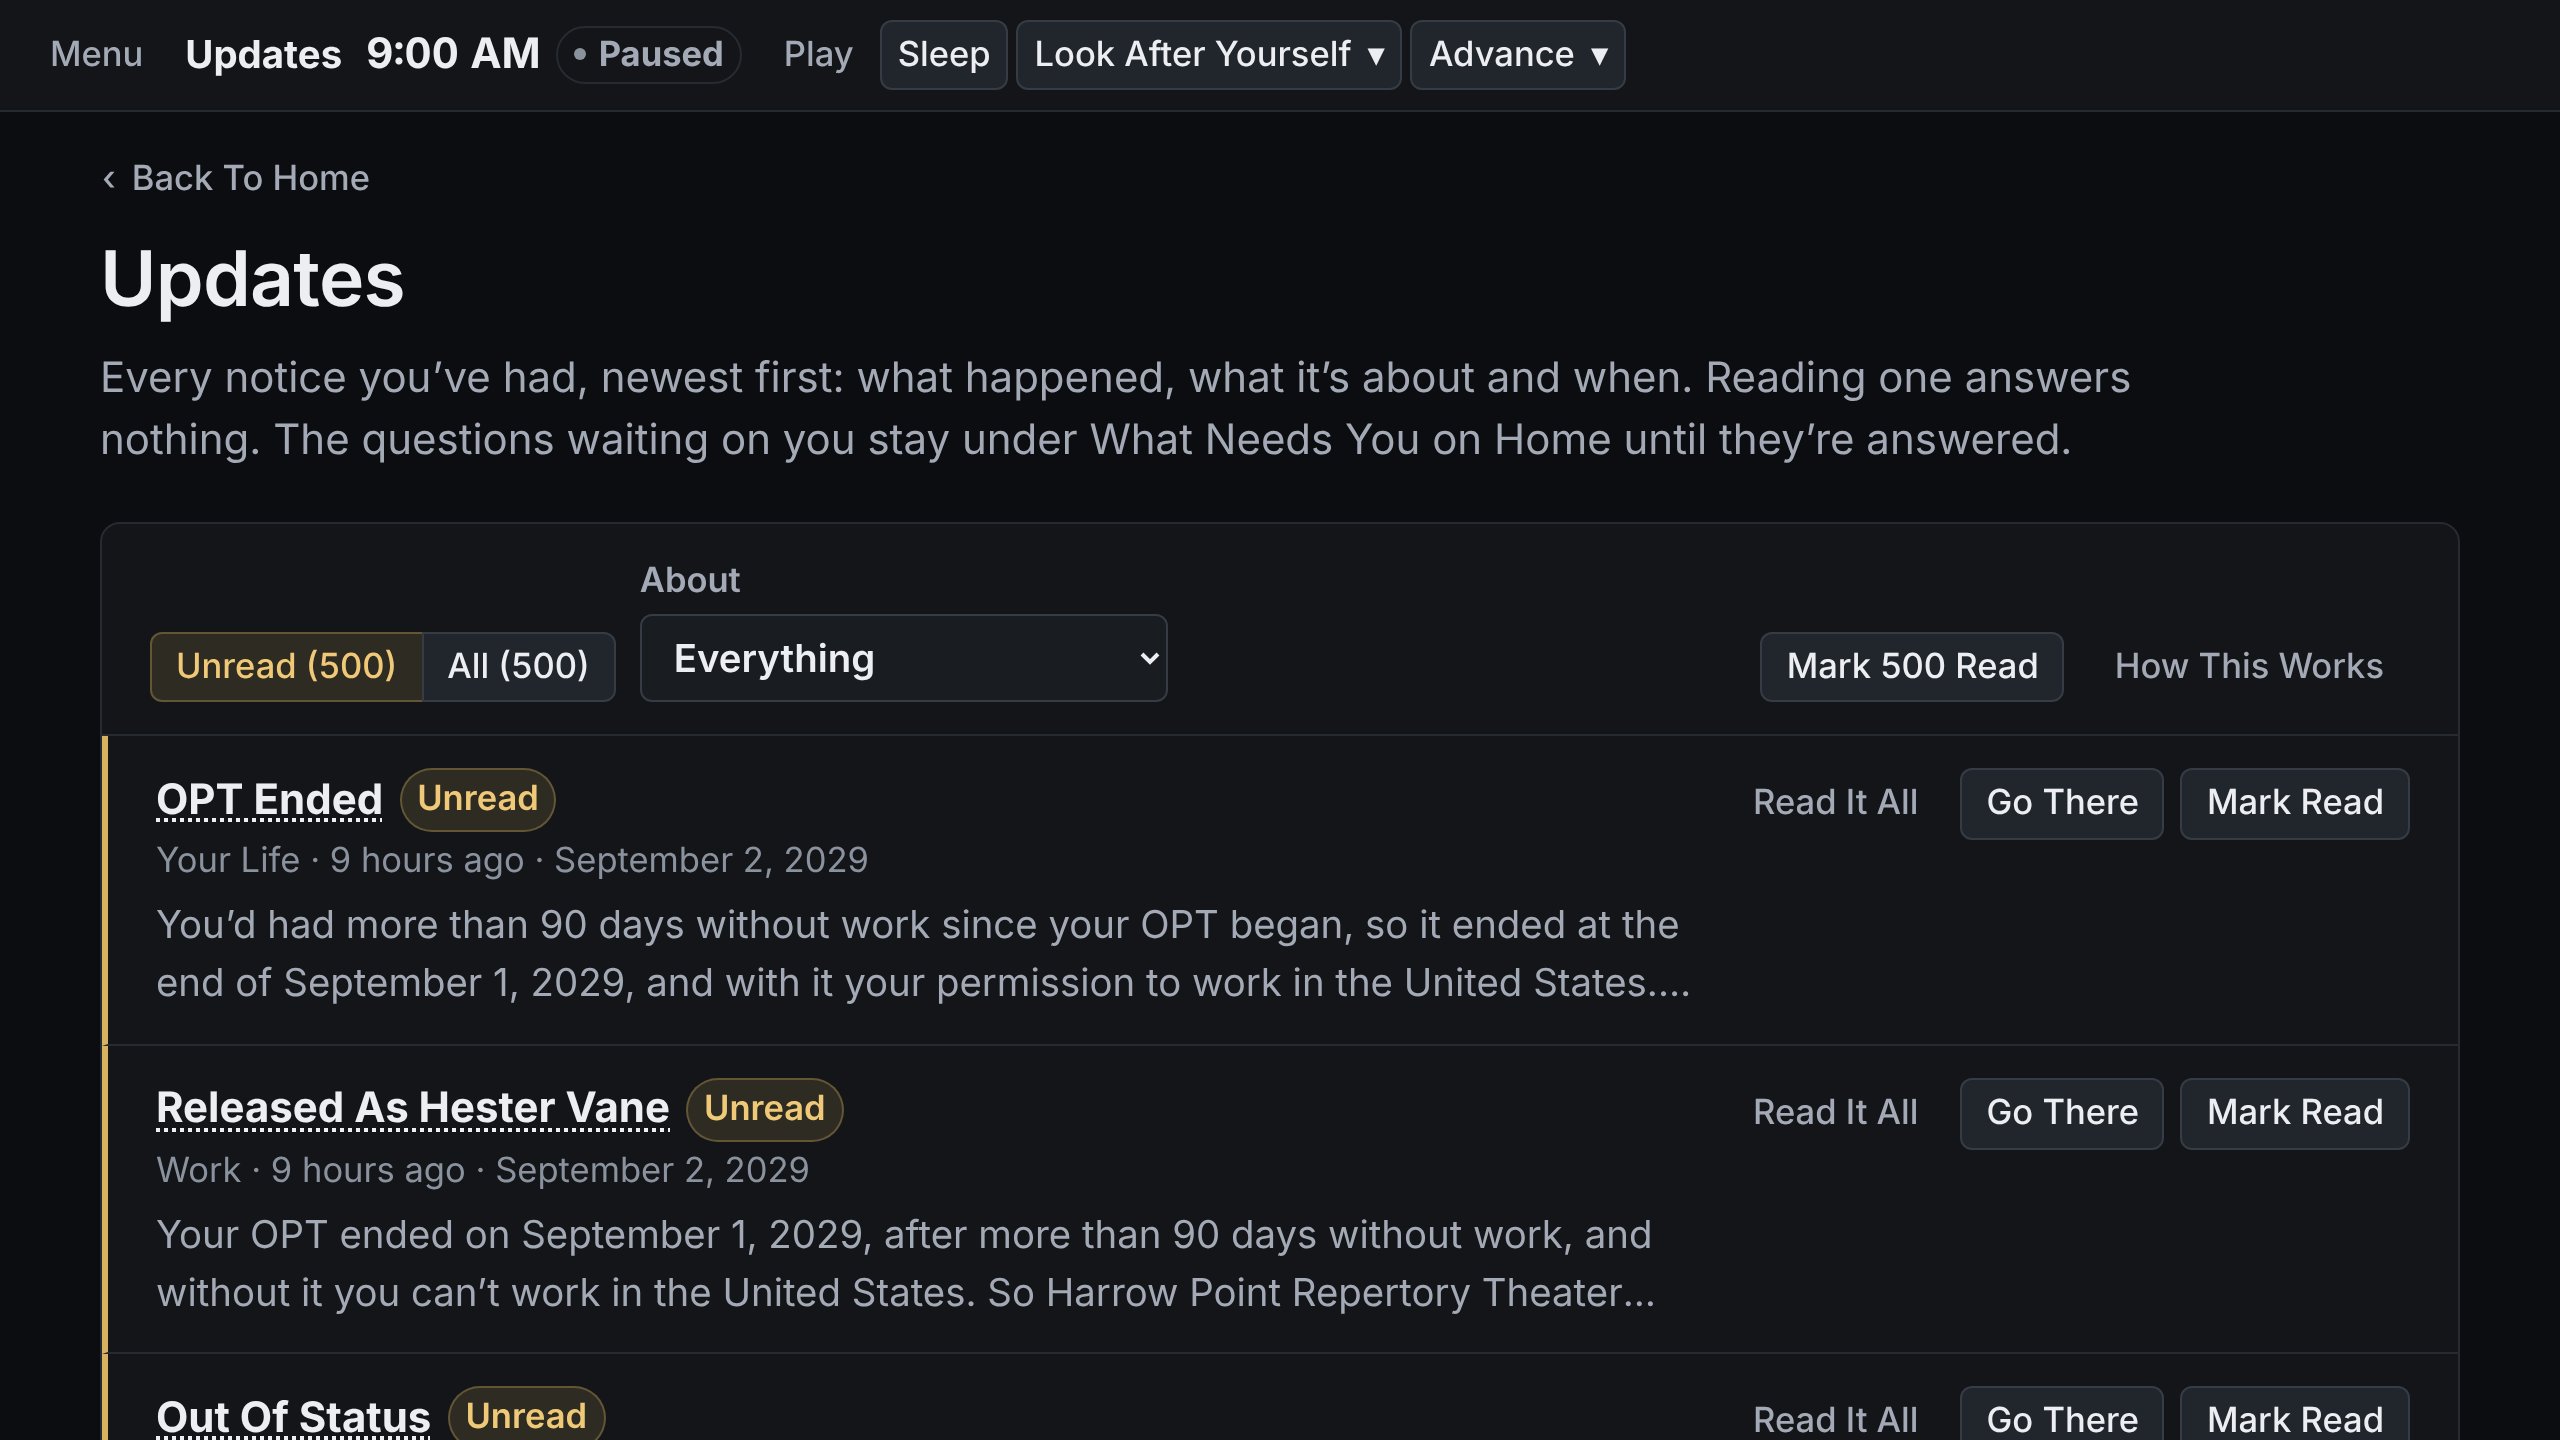 Menu Updates 9:00 AM • Paused Play Sleep Look After Yourself ▾ Advance ▾
‹ Back To Home
Updates
Every notice you’ve had, newest first: what happened, what it’s about and when. Reading one answers
nothing. The questions waiting on you stay under What Needs You on Home until they’re answered.
About
Unread (500) All (500) Everything Mark 500 Read How This Works
OPT Ended Unread Read It All Go There Mark Read
Your Life · 9 hours ago · September 2, 2029
You’d had more than 90 days without work since your OPT began, so it ended at the
end of September 1, 2029, and with it your permission to work in the United States....
Released As Hester Vane Unread Read It All Go There Mark Read
Work · 9 hours ago · September 2, 2029
Your OPT ended on September 1, 2029, after more than 90 days without work, and
without it you can’t work in the United States. So Harrow Point Repertory Theater...
Out Of Status Unread Read It All Go There Mark Read